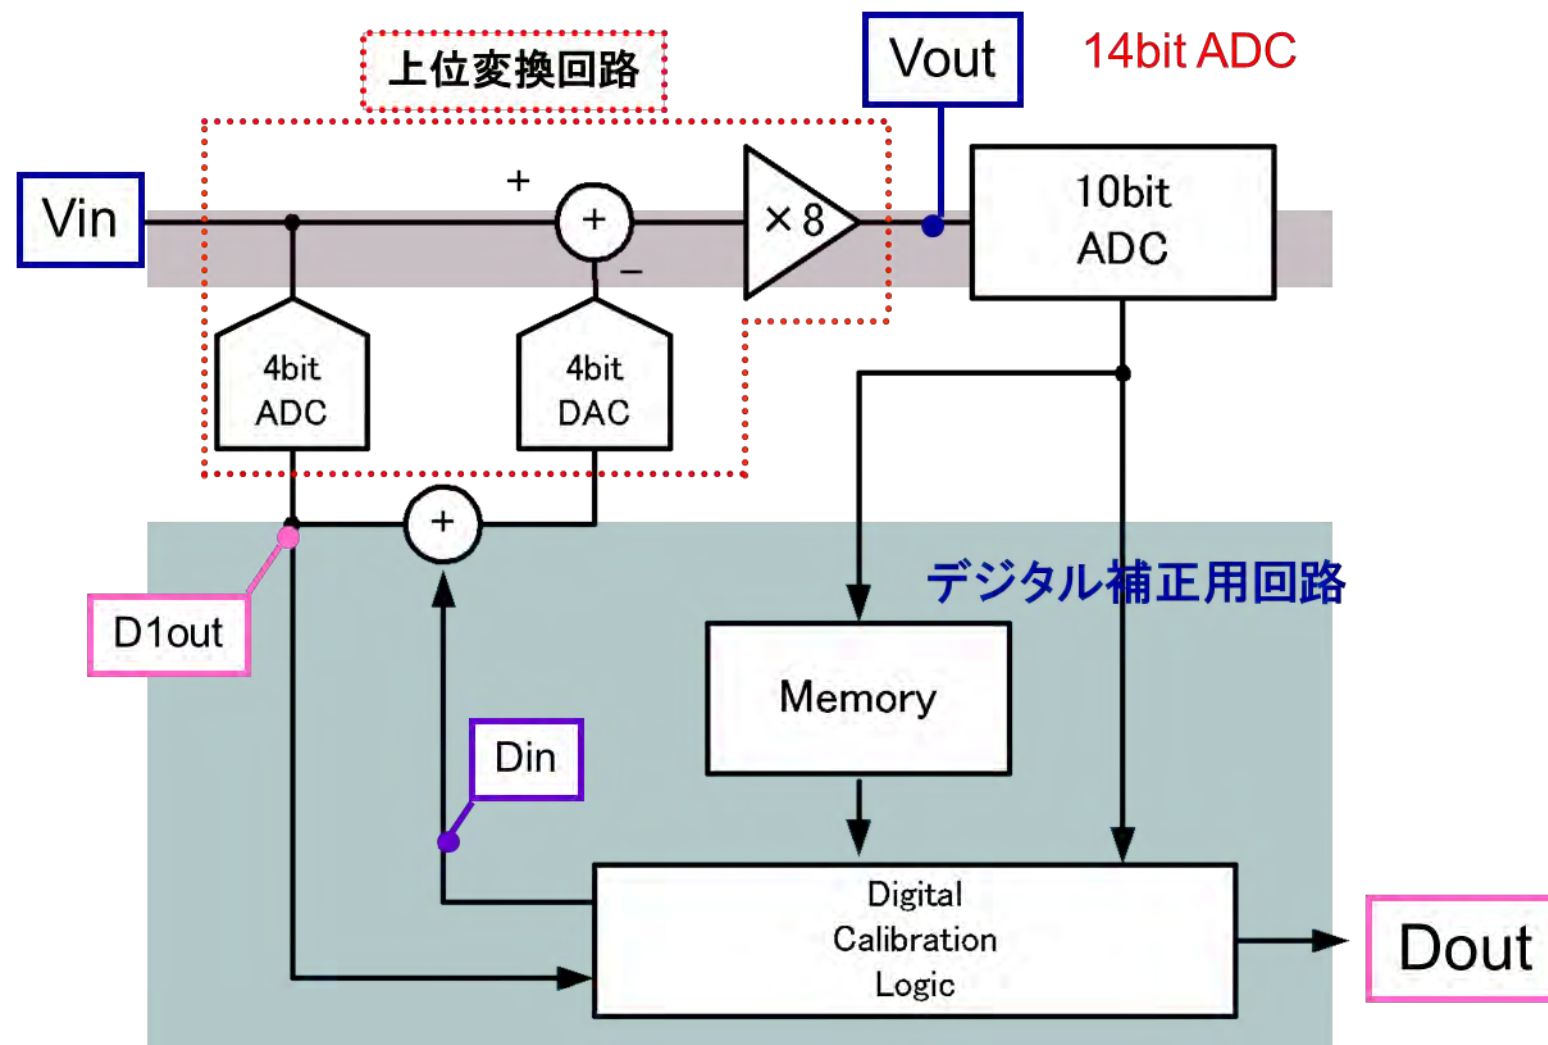 上位変換回路
Vout
14bit ADC
Vin
+
+
−
×8
10bit
ADC
4bit
ADC
4bit
DAC
+
D1out
デジタル補正用回路
Memory
Din
Digital
Calibration
Logic
Dout